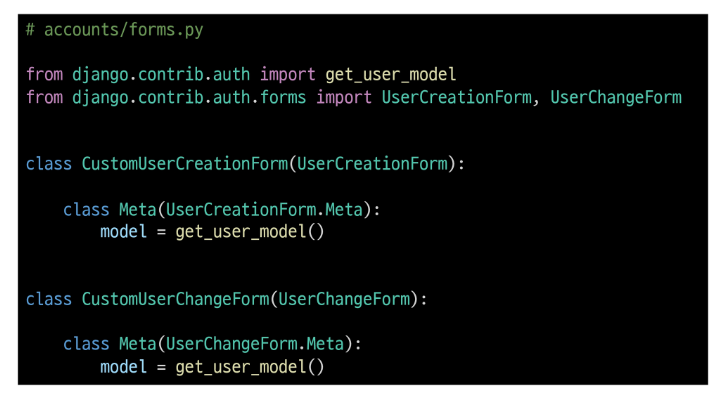 # accounts/forms.py
from django.contrib.auth import get_user_model
from django.contrib.auth.forms import UserCreationForm, UserChangeForm
class CustomUserCreationForm(UserCreationForm):
class Meta(UserCreationForm.Meta):
model = get_user_model()
class CustomUserChangeForm(UserChangeForm):
class Meta(UserChangeForm.Meta):
model = get_user_model()